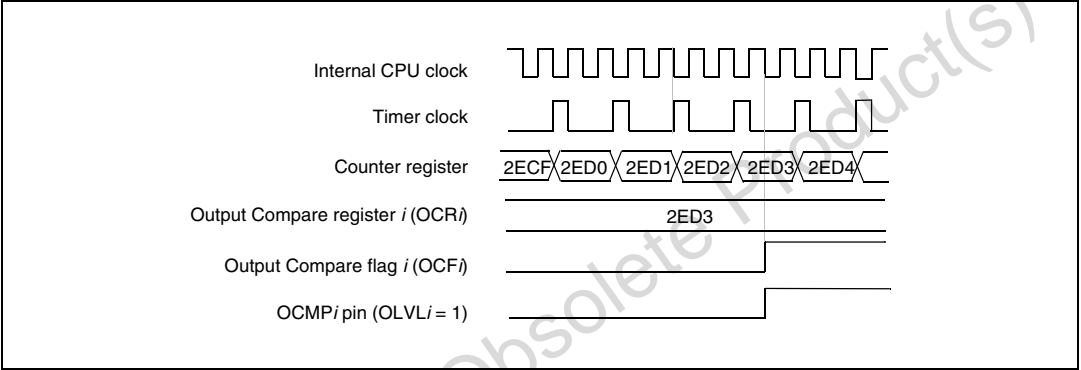 Internal CPU clock
Timer clock
Counter register
2ECF 2ED0 2ED1 2ED2 2ED3 2ED4
Output Compare register i (OCRi)
2ED3
Output Compare flag i (OCFi)
OCMPi pin (OLVLi = 1)
Obsolete Product(s)